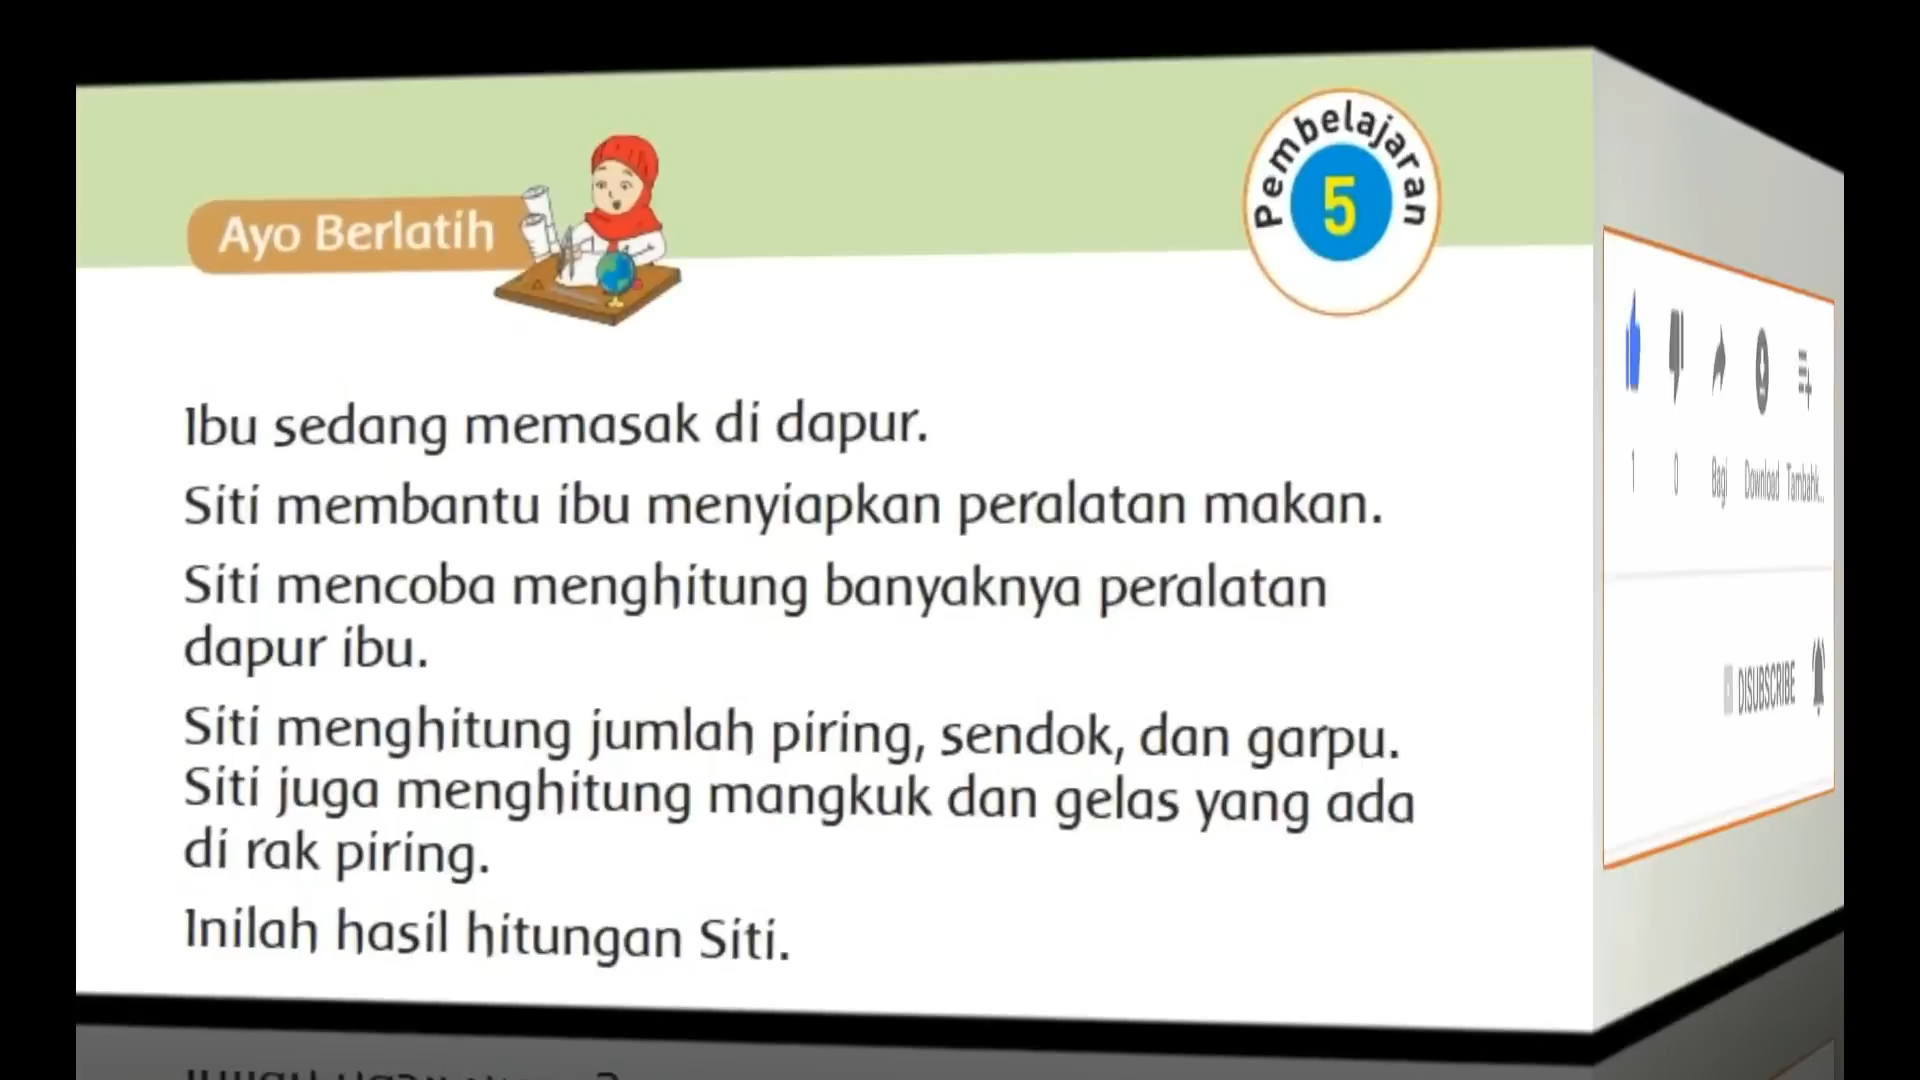 Pembelajaran
5
Ayo Berlatih
Ibu sedang memasak di dapur.
Siti membantu ibu menyiapkan peralatan makan.
Siti mencoba menghitung banyaknya peralatan
dapur ibu.
Siti menghitung jumlah piring, sendok, dan garpu.
Siti juga menghitung mangkuk dan gelas yang ada
di rak piring.
Inilah hasil hitungan Siti.
1 0 Bagi Download Tambahk...
DISUBSCRIBE